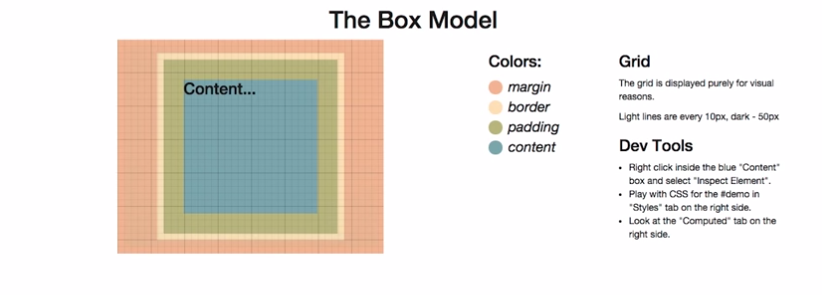 The Box Model
Content...
Colors:
margin
border
padding
content
Grid
The grid is displayed purely for visual
reasons.
Light lines are every 10px, dark - 50px
Dev Tools
• Right click inside the blue "Content"
box and select "Inspect Element".
• Play with CSS for the #demo in
"Styles" tab on the right side.
• Look at the "Computed" tab on the
right side.